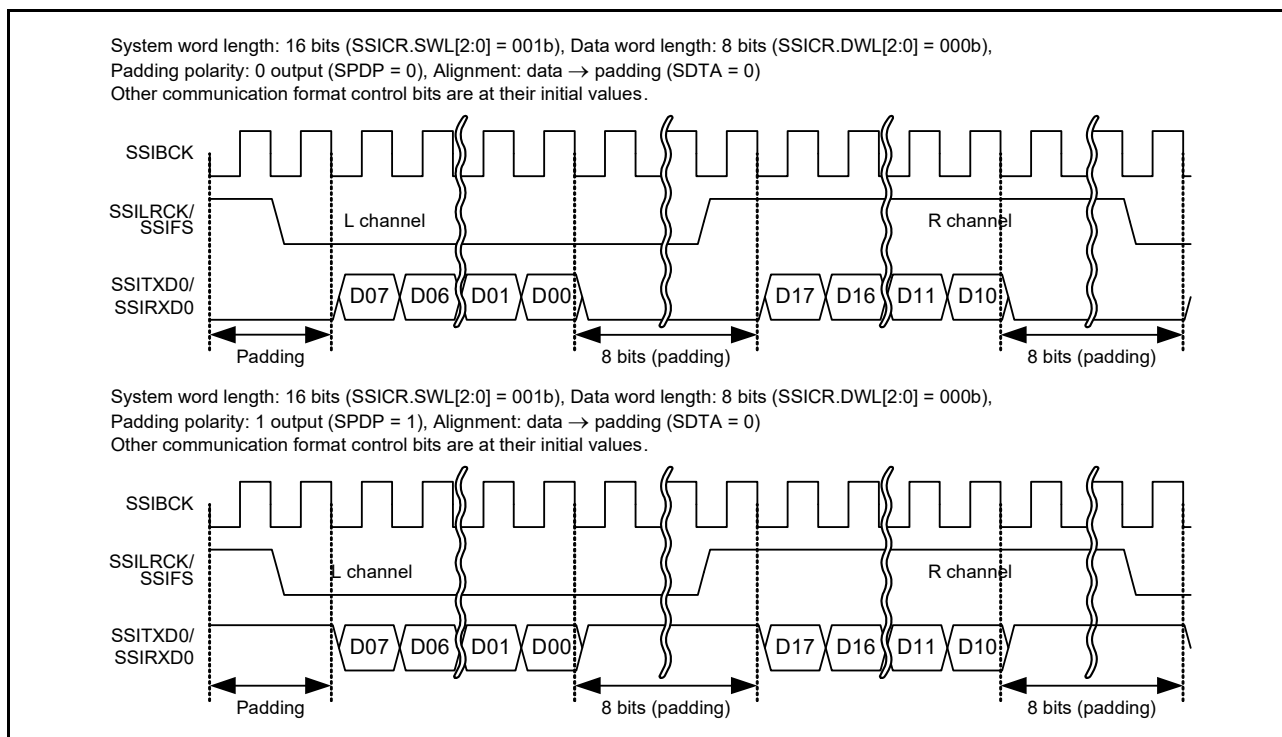 System word length: 16 bits (SSICR.SWL[2:0] = 001b), Data word length: 8 bits (SSICR.DWL[2:0] = 000b),
Padding polarity: 0 output (SPDP = 0), Alignment: data → padding (SDTA = 0)
Other communication format control bits are at their initial values.
SSIBCK
SSILRCK/
SSIFS
L channel
R channel
SSITXD0/
SSIRXD0
D07 D06 D01 D00 D17 D16 D11 D10
Padding
8 bits (padding)
8 bits (padding)
System word length: 16 bits (SSICR.SWL[2:0] = 001b), Data word length: 8 bits (SSICR.DWL[2:0] = 000b),
Padding polarity: 1 output (SPDP = 1), Alignment: data → padding (SDTA = 0)
Other communication format control bits are at their initial values.
SSIBCK
SSILRCK/
SSIFS
L channel
R channel
SSITXD0/
SSIRXD0
D07 D06 D01 D00 D17 D16 D11 D10
Padding
8 bits (padding)
8 bits (padding)